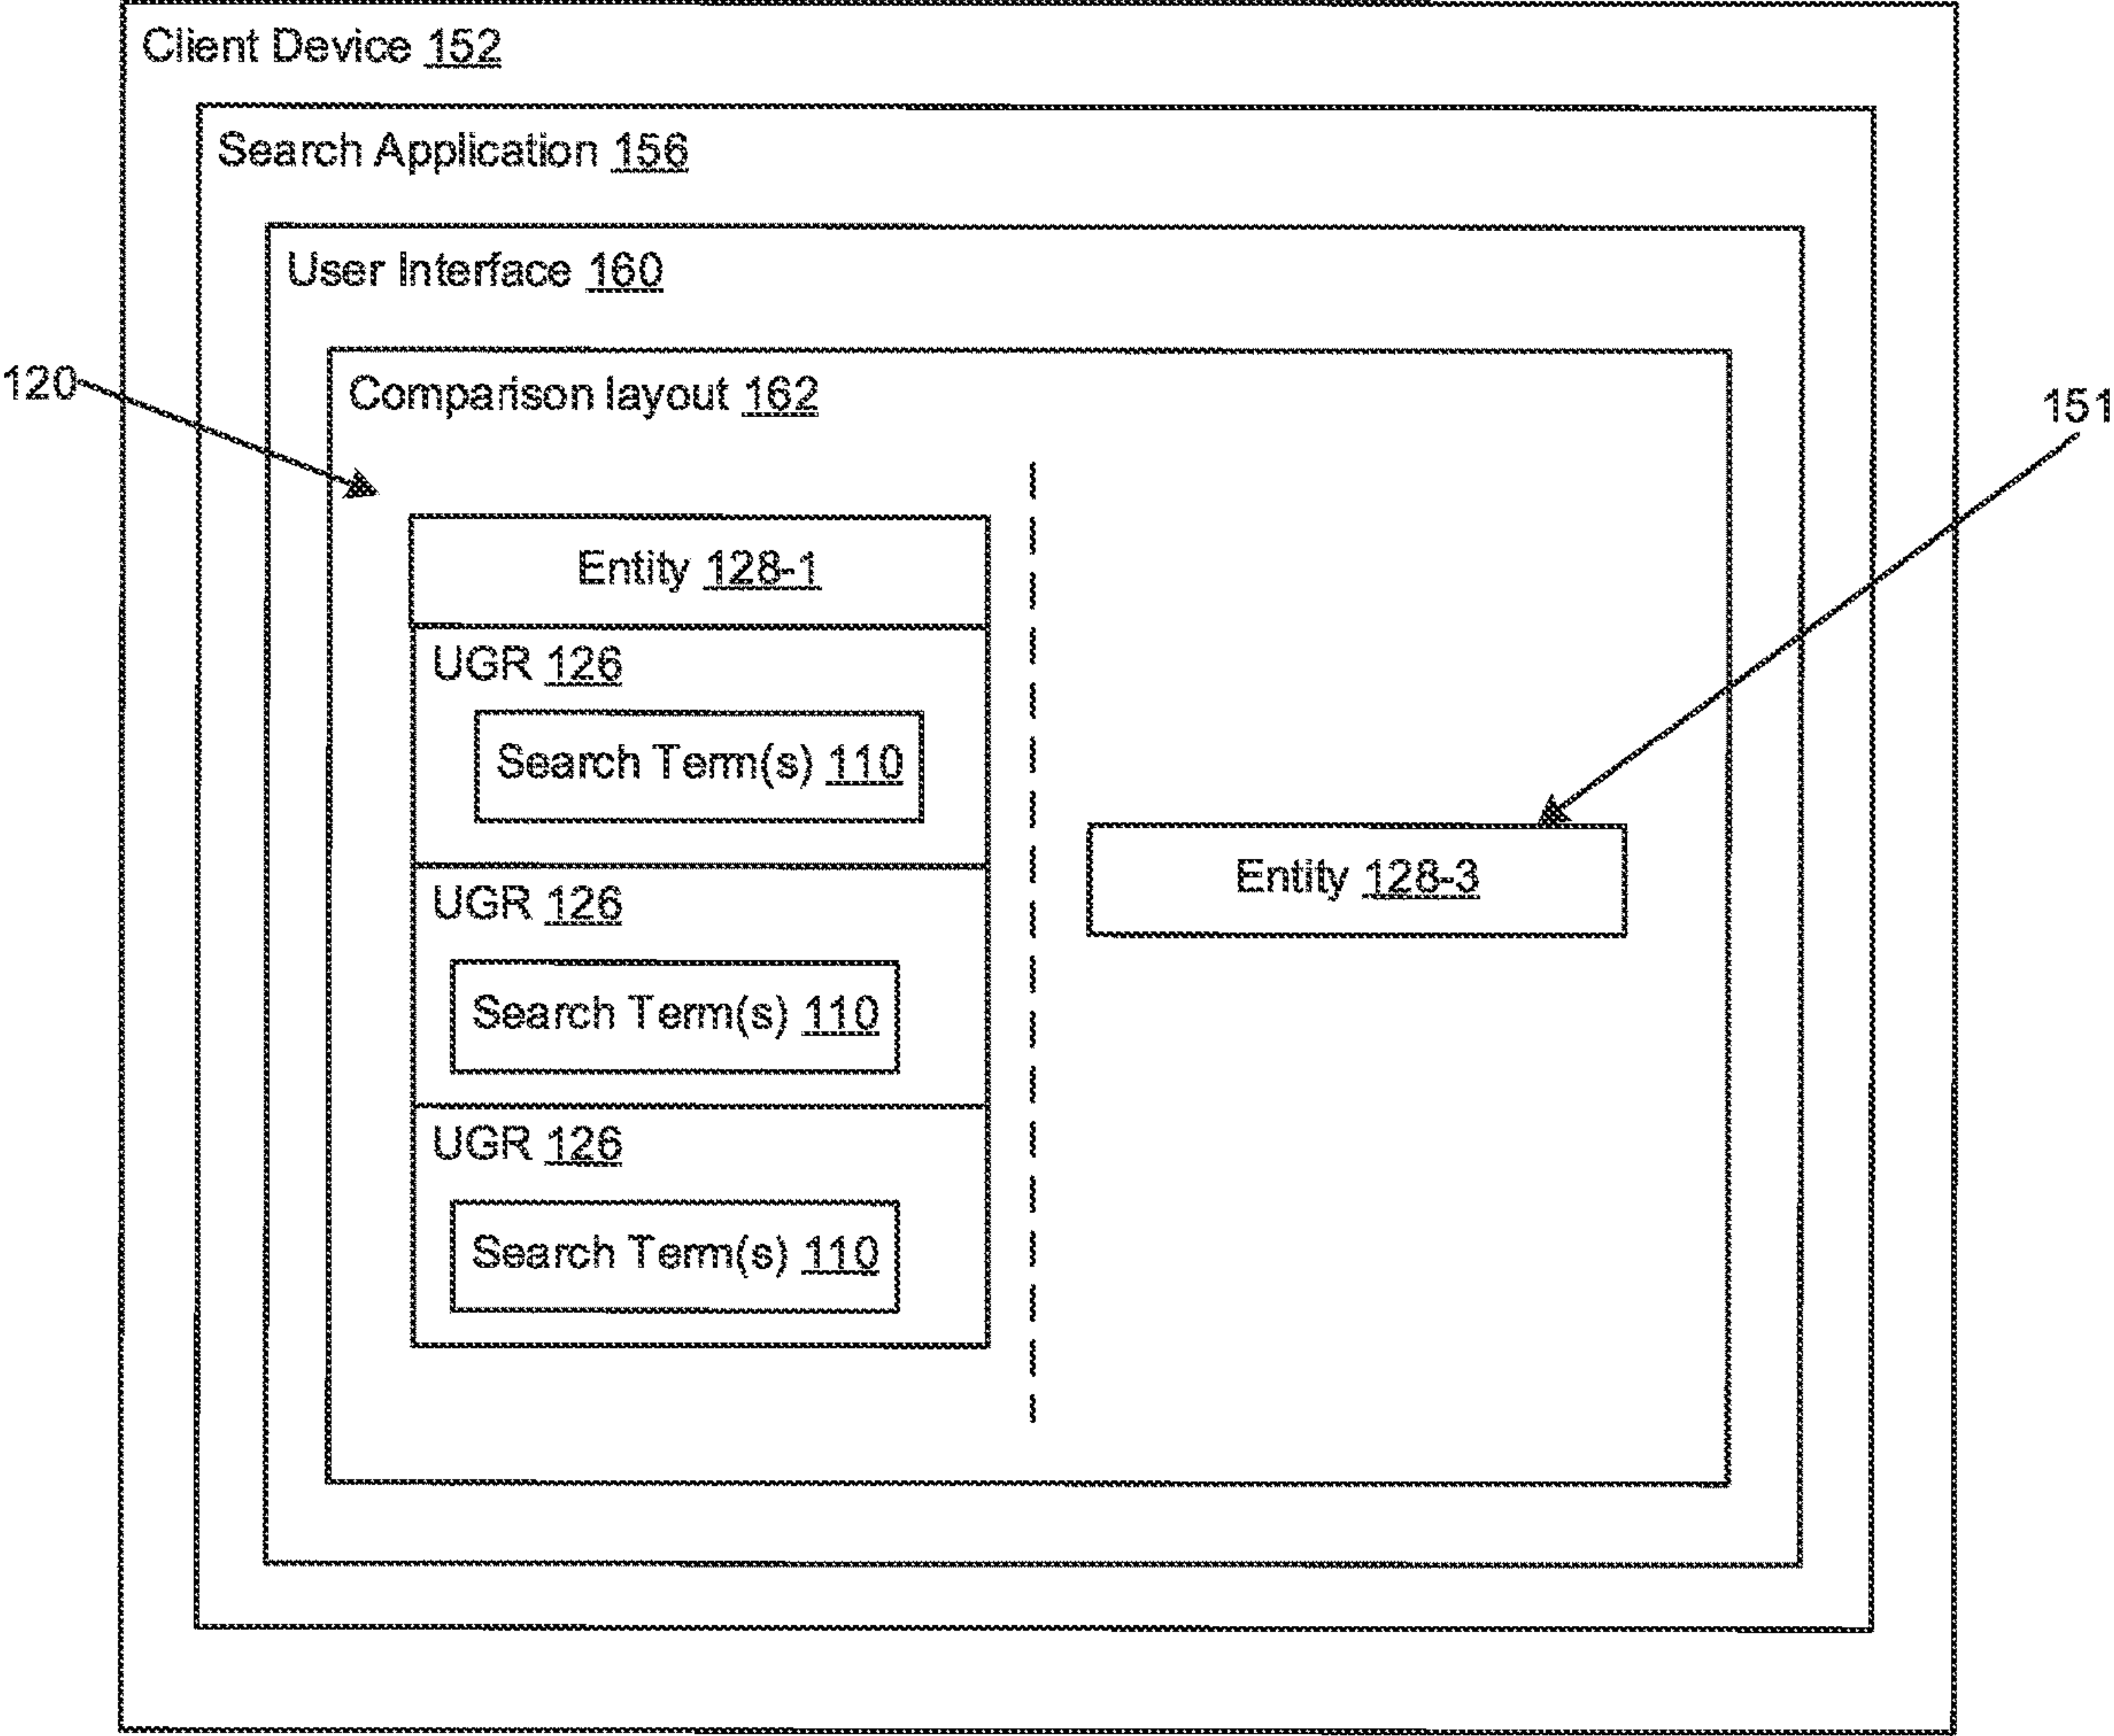 Client Device 152
Search Application 156
User Interface 160
120
Comparison layout 162
151
Entity 128-1
UGR 126
Search Term(s) 110
Entity 128-3
UGR 126
Search Term(s) 110
UGR 126
Search Term(s) 110